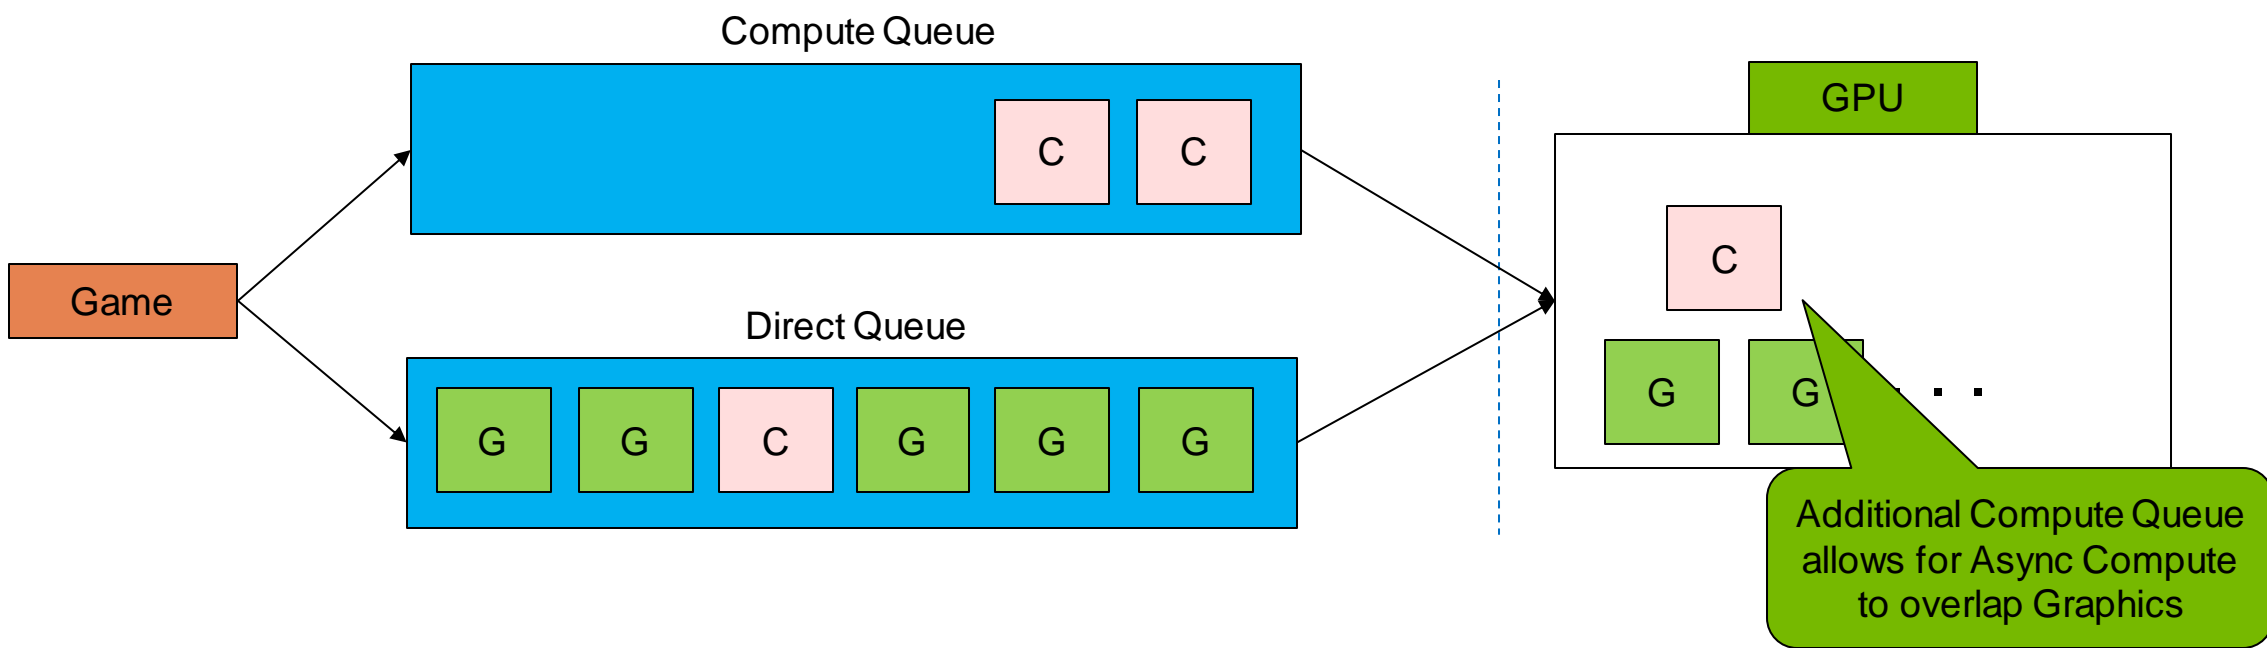 Compute Queue
C C
GPU
C
Game
Direct Queue
G G C G G G
G G . . .
Additional Compute Queue
allows for Async Compute
to overlap Graphics